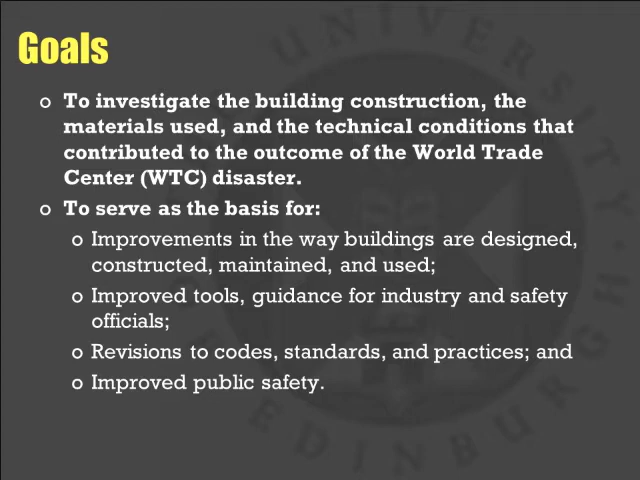 Goals
o To investigate the building construction, the
materials used, and the technical conditions that
contributed to the outcome of the World Trade
Center (WTC) disaster.
o To serve as the basis for:
o Improvements in the way buildings are designed,
constructed, maintained, and used;
o Improved tools, guidance for industry and safety
officials;
o Revisions to codes, standards, and practices; and
o Improved public safety.
UNIVERSITY
EDINBURGH